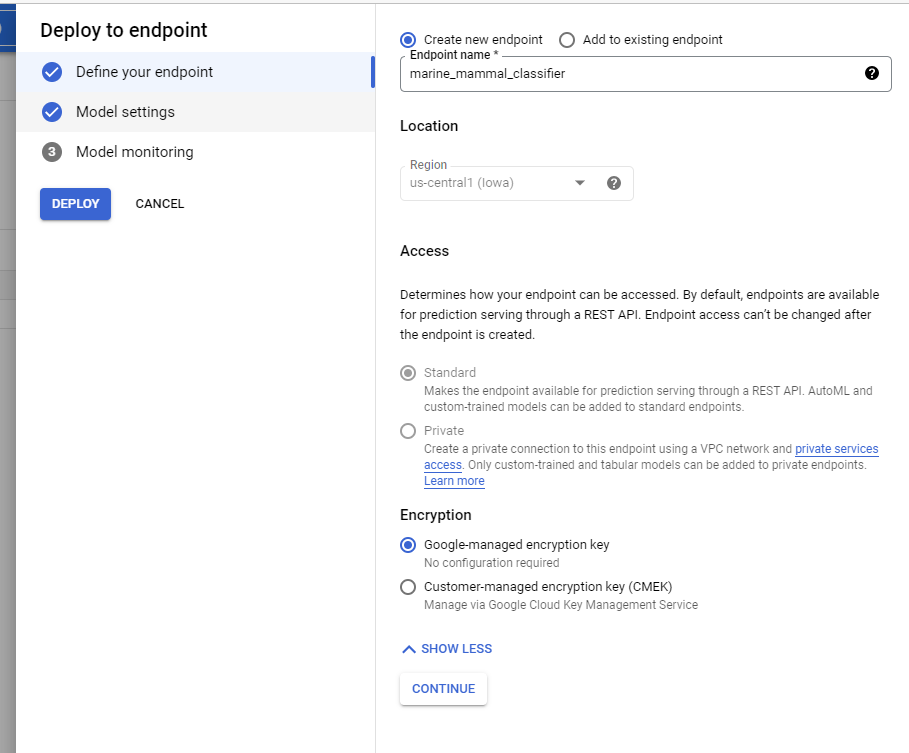 Deploy to endpoint
Define your endpoint
Model settings
3 Model monitoring
DEPLOY CANCEL
Create new endpoint Add to existing endpoint
Endpoint name *
marine_mammal_classifier
Location
Region
us-central1 (Iowa)
Access
Determines how your endpoint can be accessed. By default, endpoints are available
for prediction serving through a REST API. Endpoint access can’t be changed after
the endpoint is created.
Standard
Makes the endpoint available for prediction serving through a REST API. AutoML and
custom-trained models can be added to standard endpoints.
Private
Create a private connection to this endpoint using a VPC network and private services
access. Only custom-trained and tabular models can be added to private endpoints.
Learn more
Encryption
Google-managed encryption key
No configuration required
Customer-managed encryption key (CMEK)
Manage via Google Cloud Key Management Service
SHOW LESS
CONTINUE